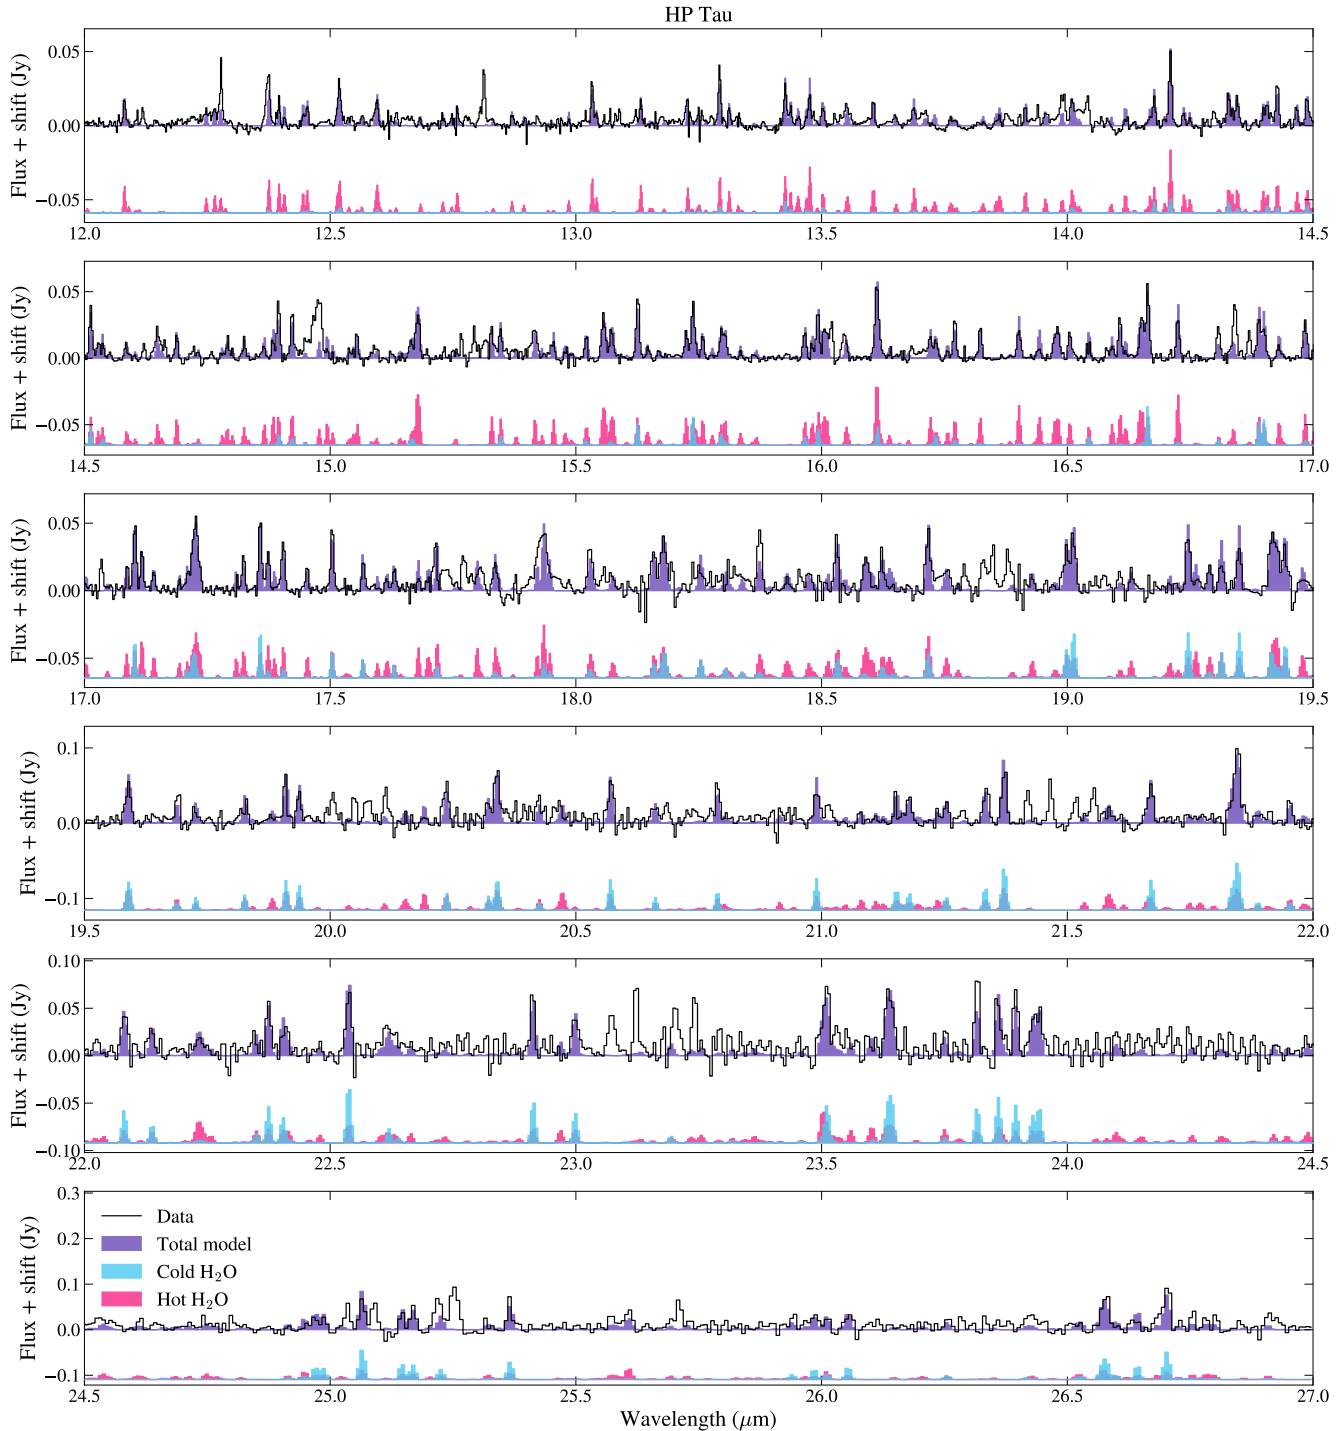 HP Tau
Flux + shift (Jy)
0.05
0.00
−0.05
12.0 12.5 13.0 13.5 14.0 14.5
Flux + shift (Jy)
0.05
0.00
−0.05
14.5 15.0 15.5 16.0 16.5 17.0
Flux + shift (Jy)
0.05
0.00
−0.05
17.0 17.5 18.0 18.5 19.0 19.5
Flux + shift (Jy)
0.1
0.0
−0.1
19.5 20.0 20.5 21.0 21.5 22.0
Flux + shift (Jy)
0.10
0.05
0.00
−0.05
−0.10
22.0 22.5 23.0 23.5 24.0 24.5
Flux + shift (Jy)
0.3
0.2
0.1
0.0
−0.1
Data
Total model
Cold H₂O
Hot H₂O
24.5 25.0 25.5 26.0 26.5 27.0
Wavelength (μm)